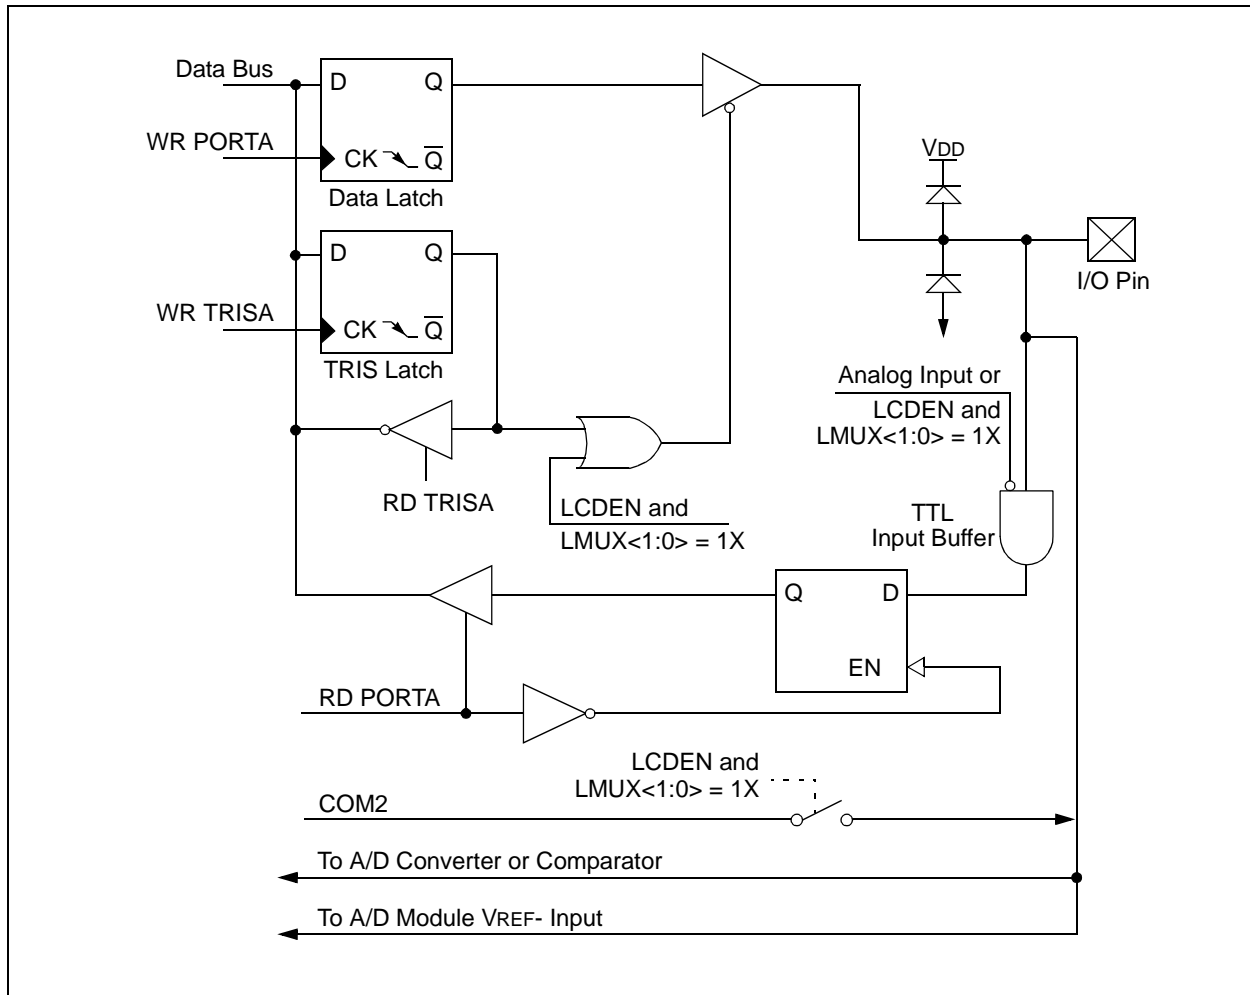 Data Bus
D Q
WR PORTA
CK Q
Data Latch
VDD
D Q
I/O Pin
WR TRISA
CK Q
TRIS Latch
Analog Input or
LCDEN and
LMUX<1:0> = 1X
RD TRISA
LCDEN and
LMUX<1:0> = 1X
TTL
Input Buffer
Q D
EN
RD PORTA
LCDEN and
LMUX<1:0> = 1X
COM2
To A/D Converter or Comparator
To A/D Module VREF- Input